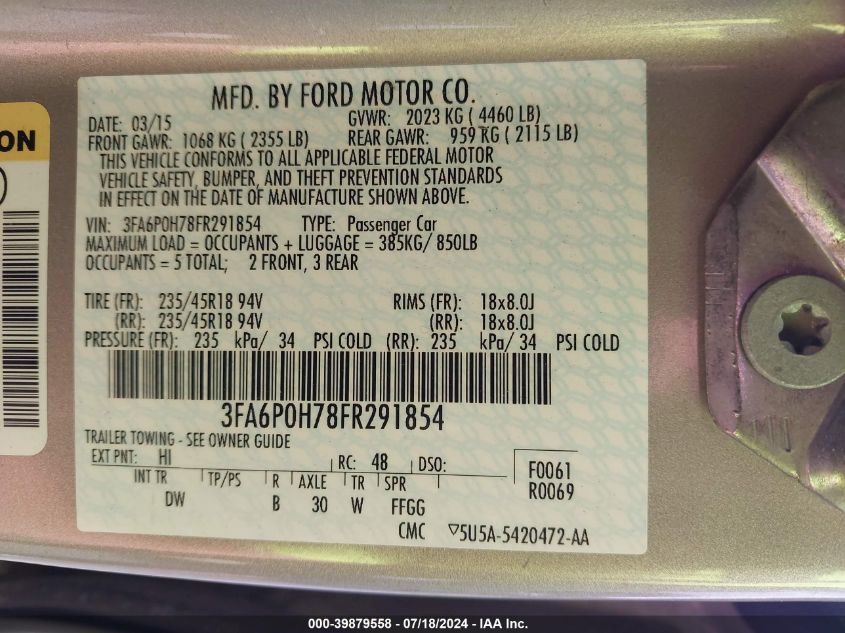 MFD. BY FORD MOTOR CO.
DATE: 03/15 GVWR: 2023 KG ( 4460 LB)
FRONT GAWR: 1068 KG ( 2355 LB) REAR GAWR: 959 KG ( 2115 LB)
THIS VEHICLE CONFORMS TO ALL APPLICABLE FEDERAL MOTOR
VEHICLE SAFETY, BUMPER, AND THEFT PREVENTION STANDARDS
IN EFFECT ON THE DATE OF MANUFACTURE SHOWN ABOVE.
VIN: 3FA6P0H78FR291854 TYPE: Passenger Car
MAXIMUM LOAD = OCCUPANTS + LUGGAGE = 385KG/ 850LB
OCCUPANTS = 5 TOTAL; 2 FRONT, 3 REAR
TIRE (FR): 235/45R18 94V RIMS (FR): 18x8.0J
(RR): 235/45R18 94V (RR): 18x8.0J
PRESSURE (FR): 235 kPa/ 34 PSI COLD (RR): 235 kPa/ 34 PSI COLD
3FA6P0H78FR291854
TRAILER TOWING - SEE OWNER GUIDE
EXT PNT: HI RC: 48 DSO:
INT TR TP/PS R AXLE TR SPR
DW B 30 W FFGG
F0061
R0069
CMC ▽5U5A-5420472-AA
ON
000-39879558 - 07/18/2024 - IAA Inc.